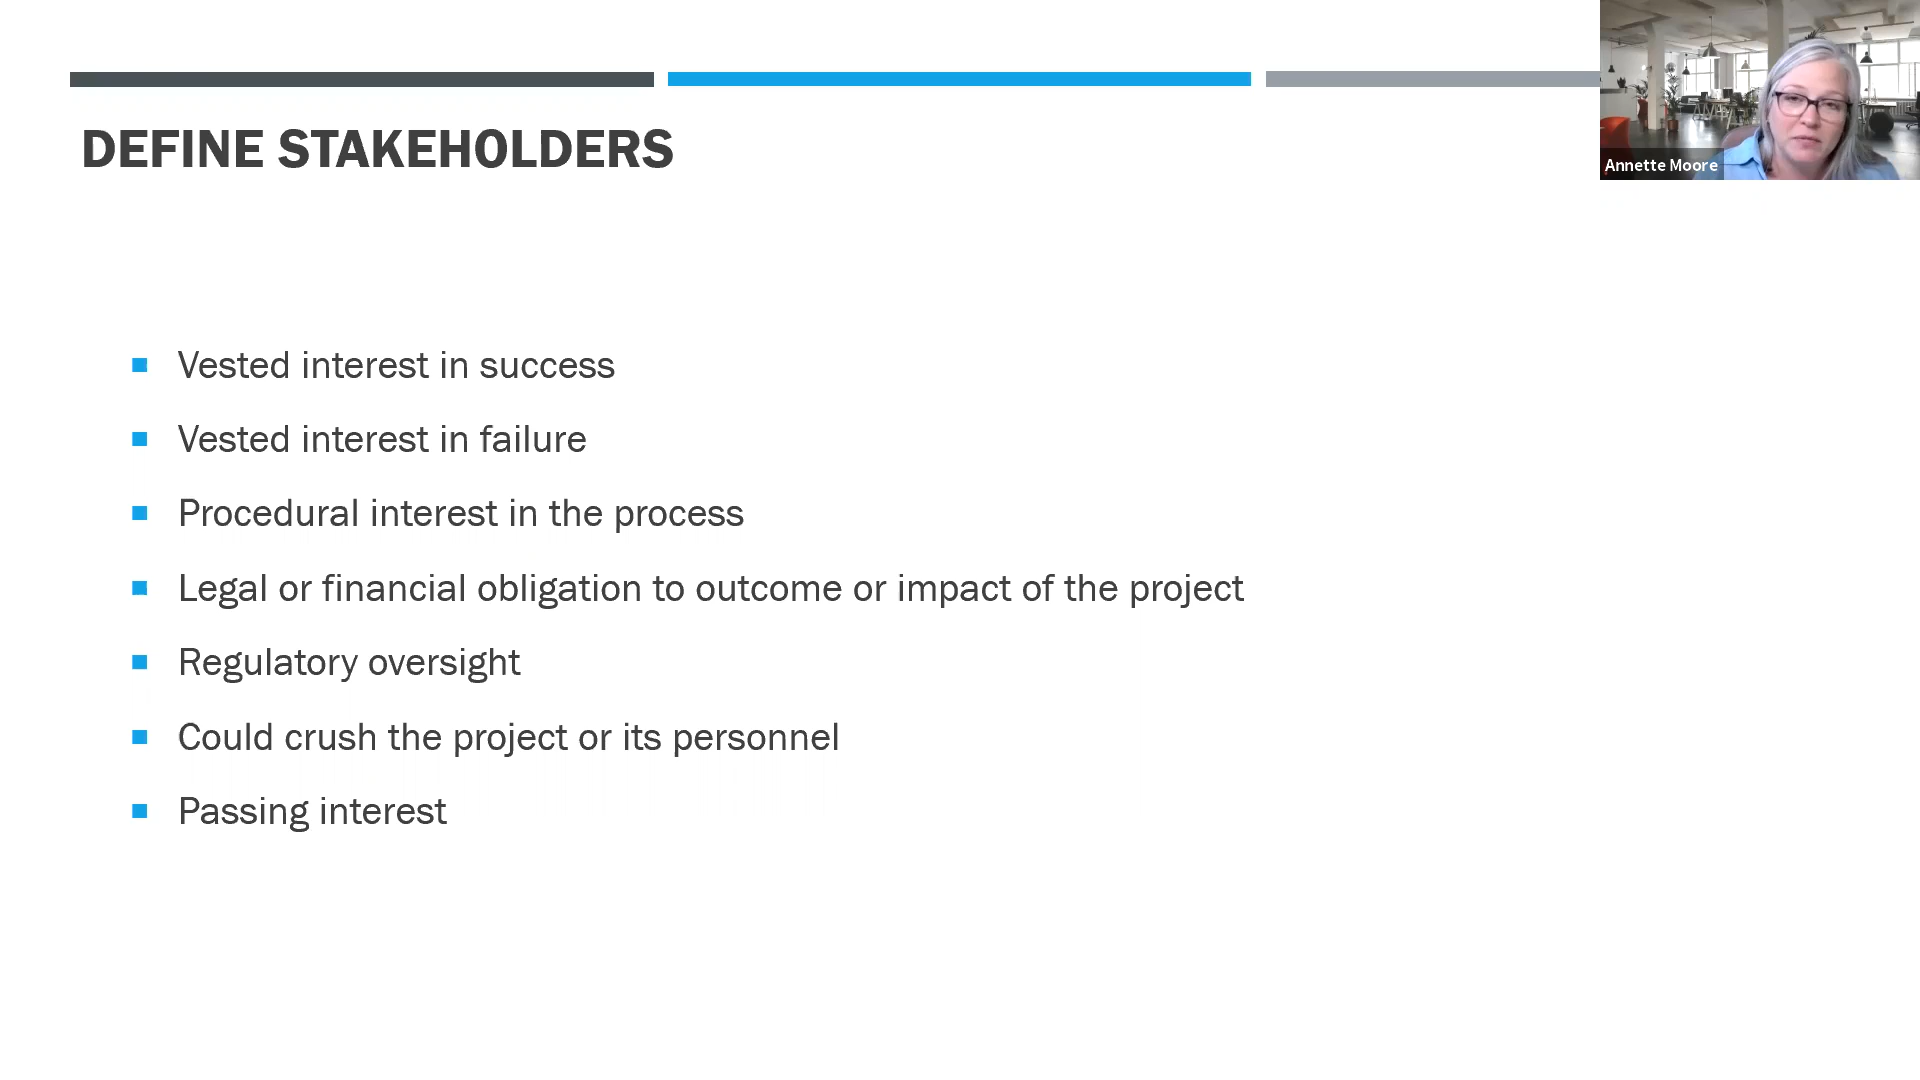 DEFINE STAKEHOLDERS
Annette Moore
Vested interest in success
Vested interest in failure
Procedural interest in the process
Legal or financial obligation to outcome or impact of the project
Regulatory oversight
Could crush the project or its personnel
Passing interest